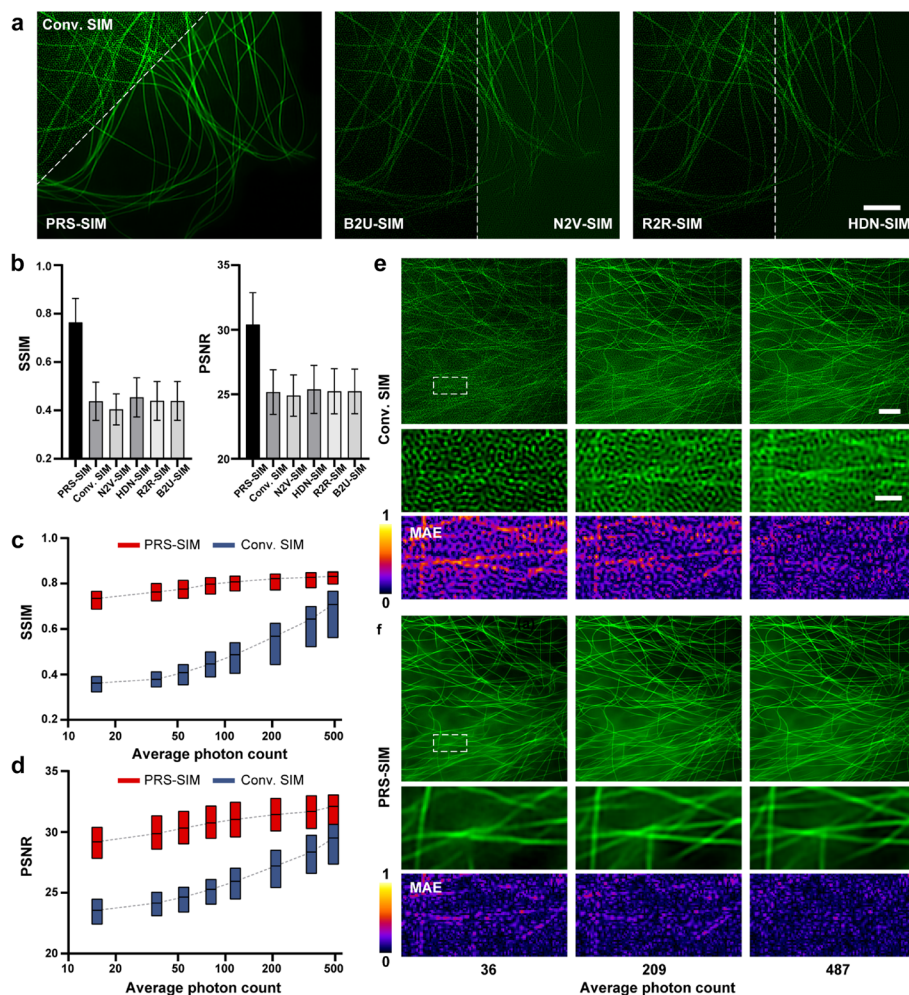 a
Conv. SIM
PRS-SIM
B2U-SIM
N2V-SIM
R2R-SIM
HDN-SIM
b
SSIM
1.0
0.8
0.6
0.4
0.2
PRS-SIM
Conv. SIM
N2V-SIM
HDN-SIM
R2R-SIM
B2U-SIM
PSNR
35
30
25
20
PRS-SIM
Conv. SIM
N2V-SIM
HDN-SIM
R2R-SIM
B2U-SIM
c
PRS-SIM Conv. SIM
SSIM
1.0
0.8
0.6
0.4
0.2
10 20 50 100 200 500
Average photon count
d
PRS-SIM Conv. SIM
PSNR
35
30
25
20
10 20 50 100 200 500
Average photon count
e
Conv. SIM
1
MAE
0
f
PRS-SIM
1
MAE
0
36 209 487
Average photon count